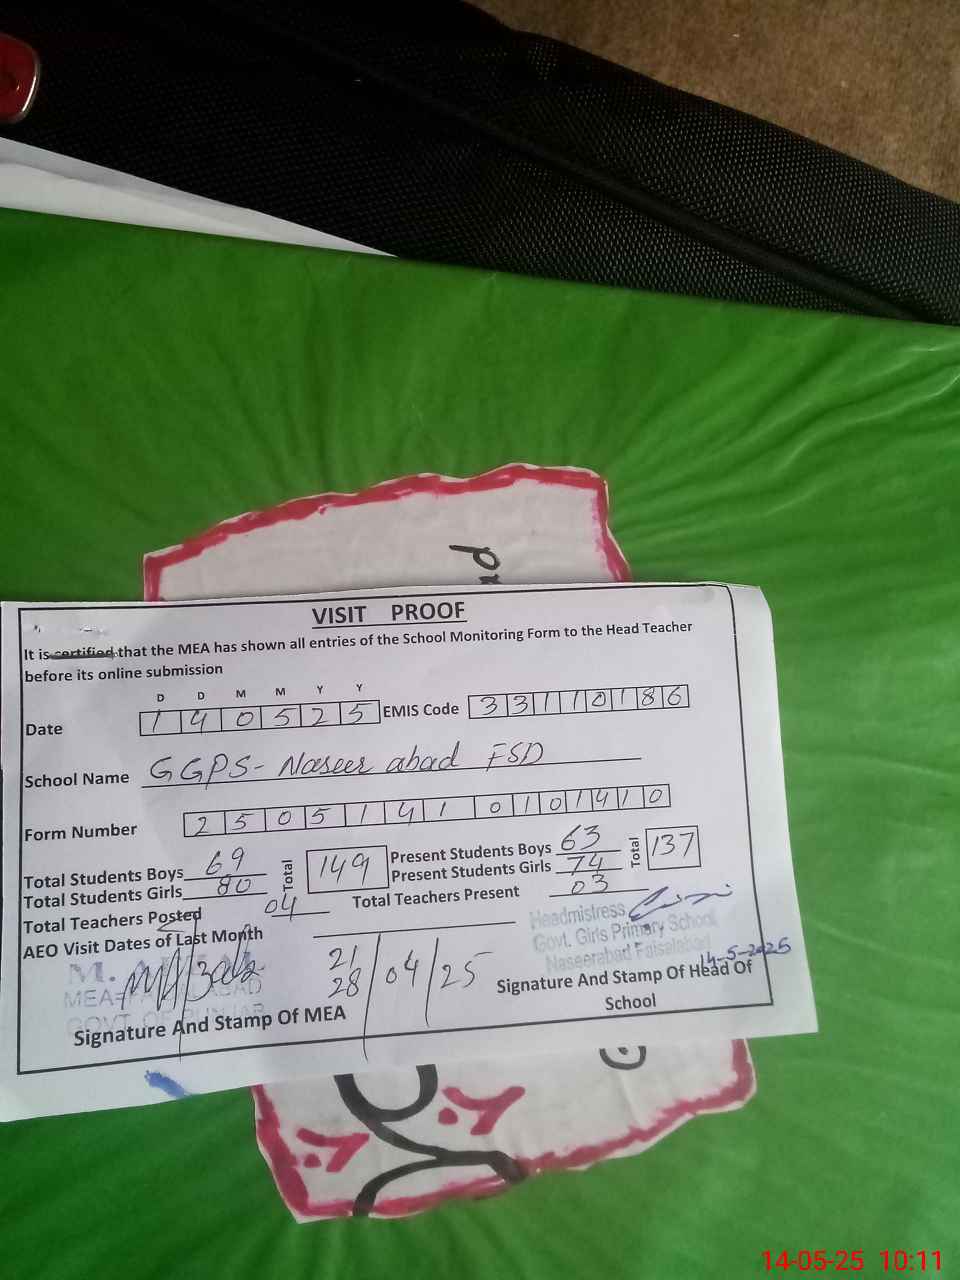 VISIT PROOF
It is certified that the MEA has shown all entries of the School Monitoring Form to the Head Teacher
before its online submission
D D M M Y Y
Date 1 4 0 5 2 5 EMIS Code 3 3 1 1 0 1 8 6
School Name GGPS- Naseer abad FSD
Form Number 2 5 0 5 1 4 1 0 1 0 1 4 1 0
Total Students Boys 69 Total 149 Present Students Boys 63 Total 137
Total Students Girls 80 Present Students Girls 74
Total Teachers Posted 04 Total Teachers Present 03
AEO Visit Dates of Last Month
21
28 / 04 / 25
Headmistress
Govt. Girls Primary School
Naseerabad Faisalabad
14-5-2025
MEA-FAISALABAD
GOVT. OF PUNJAB
Signature And Stamp Of MEA
Signature And Stamp Of Head Of
School
14-05-25 10:11